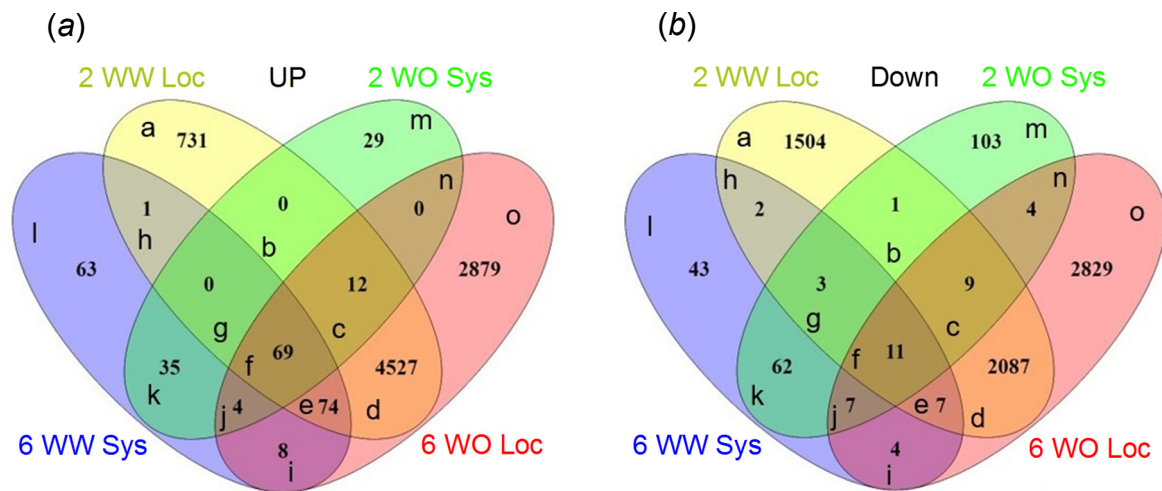 (a)
2 WW Loc UP 2 WO Sys
a 731 29 m
l h 1 0 b n 0 o
63 0 12 2879
g c
35 f 69 4527
k j 4 e 74 d
6 WW Sys 8 i 6 WO Loc
(b)
2 WW Loc Down 2 WO Sys
a 1504 103 m
h n
l 2 1 4 o
43 3 b 9 2829
g c
62 f 11 2087
k j 7 e 7 d
6 WW Sys 4 i 6 WO Loc